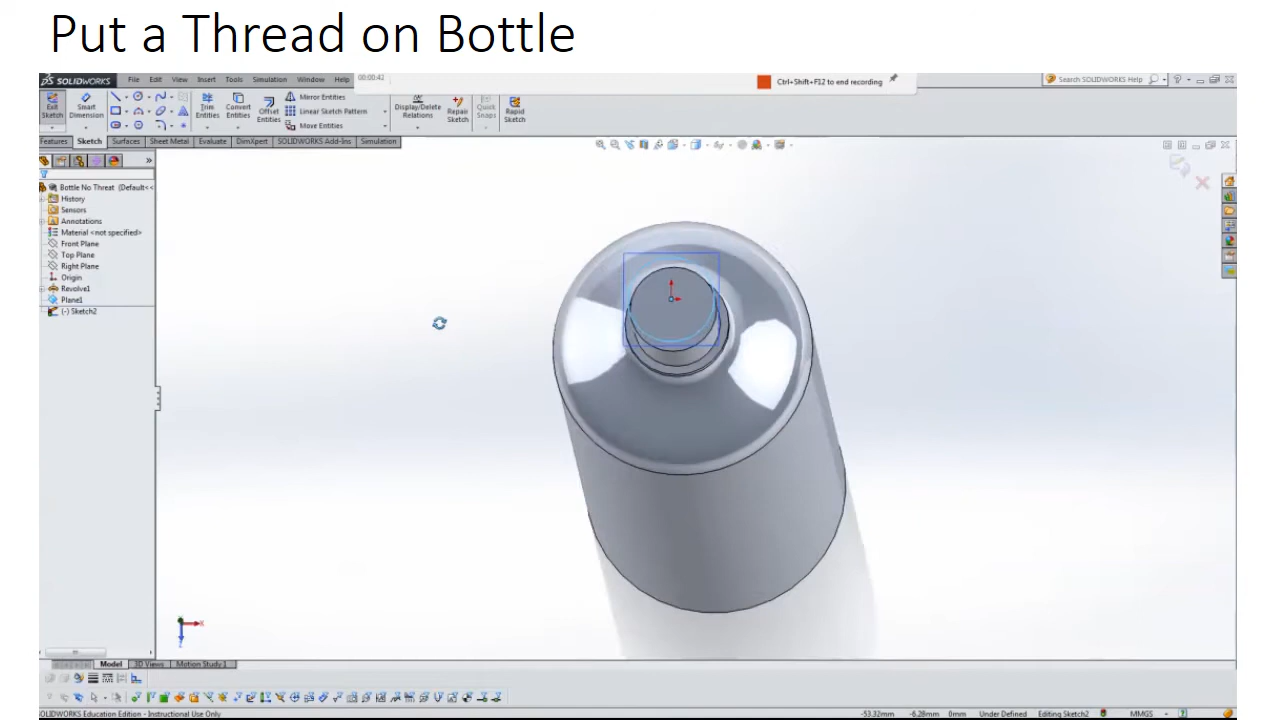 Put a Thread on Bottle
SOLIDWORKS File Edit View Insert Tools Simulation Window Help 00:00:42 Ctrl+Shift+F12 to end recording Search SOLIDWORKS Help
Exit Sketch Smart Dimension Trim Entities Convert Entities Offset Entities Mirror Entities Display/Delete Relations Repair Sketch Quick Snaps Rapid Sketch
Linear Sketch Pattern
Move Entities
Features Sketch Surfaces Sheet Metal Evaluate DimXpert SOLIDWORKS Add-Ins Simulation
Bottle No Threat (Default<<
History
Sensors
Annotations
Material <not specified>
Front Plane
Top Plane
Right Plane
Origin
Revolve1
Plane1
(-) Sketch2
X
Z
Model 3D Views Motion Study 1
SOLIDWORKS Education Edition - Instructional Use Only -53.32mm -6.28mm 0mm Under Defined Editing Sketch2 MMGS